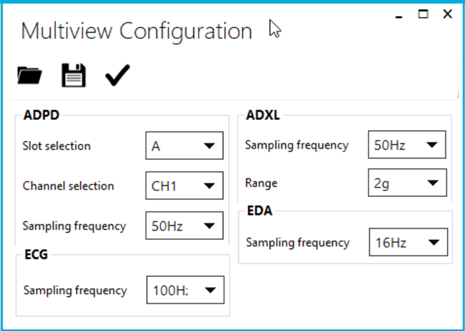 Multiview Configuration
ADPD
Slot selection A
Channel selection CH1
Sampling frequency 50Hz
ECG
Sampling frequency 100H:
ADXL
Sampling frequency 50Hz
Range 2g
EDA
Sampling frequency 16Hz